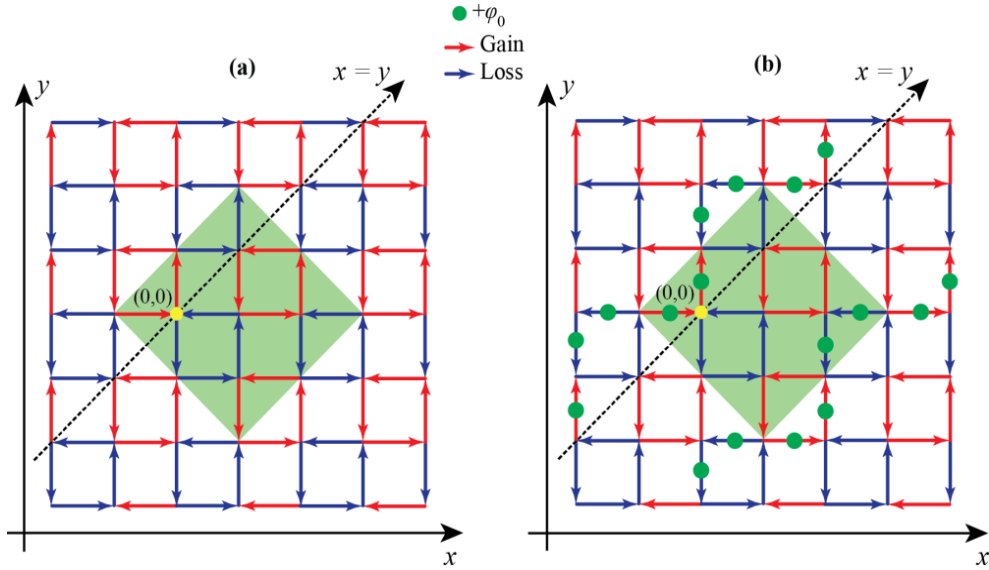 +φ₀
Gain
Loss
(a)
x = y
y
(0,0)
x
(b)
x = y
y
(0,0)
x